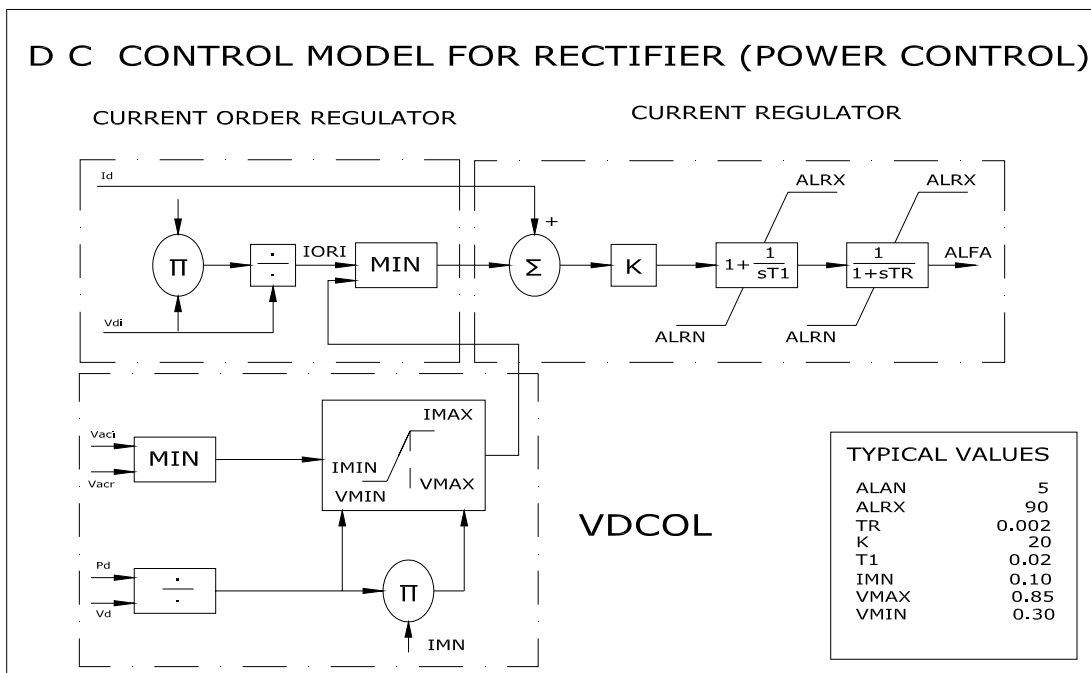 D C CONTROL MODEL FOR RECTIFIER (POWER CONTROL)
CURRENT ORDER REGULATOR
CURRENT REGULATOR
Id
+
ALRX
ALRX
Π
÷
IORI
MIN
Σ
K
1+ 1/sT1
1/1+sTR
ALFA
Vdi
ALRN
ALRN
Vaci
Vacr
MIN
IMAX
IMIN
VMIN
VMAX
VDCOL
Pd
Vd
÷
Π
IMN
TYPICAL VALUES
ALAN 5
ALRX 90
TR 0.002
K 20
T1 0.02
IMN 0.10
VMAX 0.85
VMIN 0.30